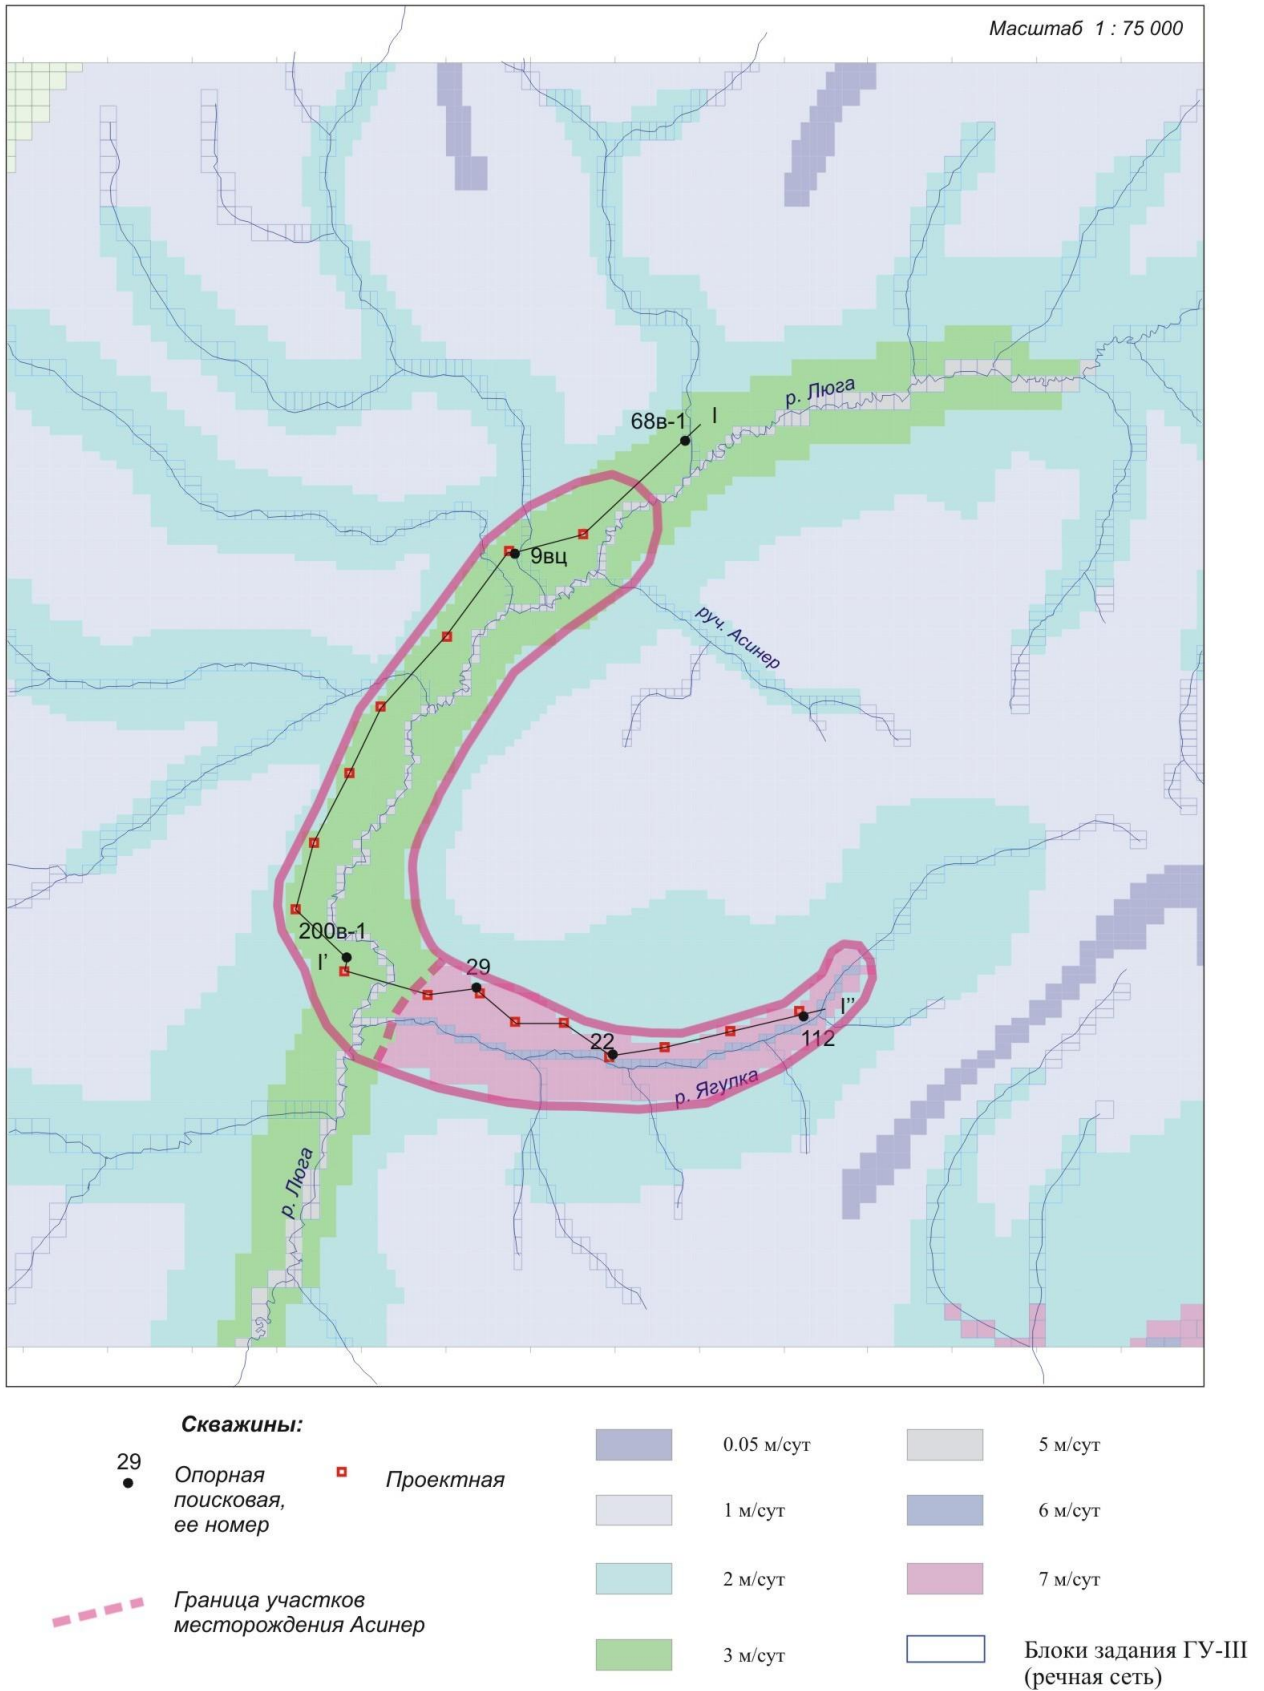 Масштаб 1 : 75 000
р. Люга
68в-1
I
9вц
руч. Асинер
200в-1
I'
29
I"
22
112
р. Ягулка
р. Люга
Скважины:
29
Опорная
поисковая,
ее номер
Проектная
Граница участков
месторождения Асинер
0.05 м/сут
1 м/сут
2 м/сут
3 м/сут
5 м/сут
6 м/сут
7 м/сут
Блоки задания ГУ-III
(речная сеть)